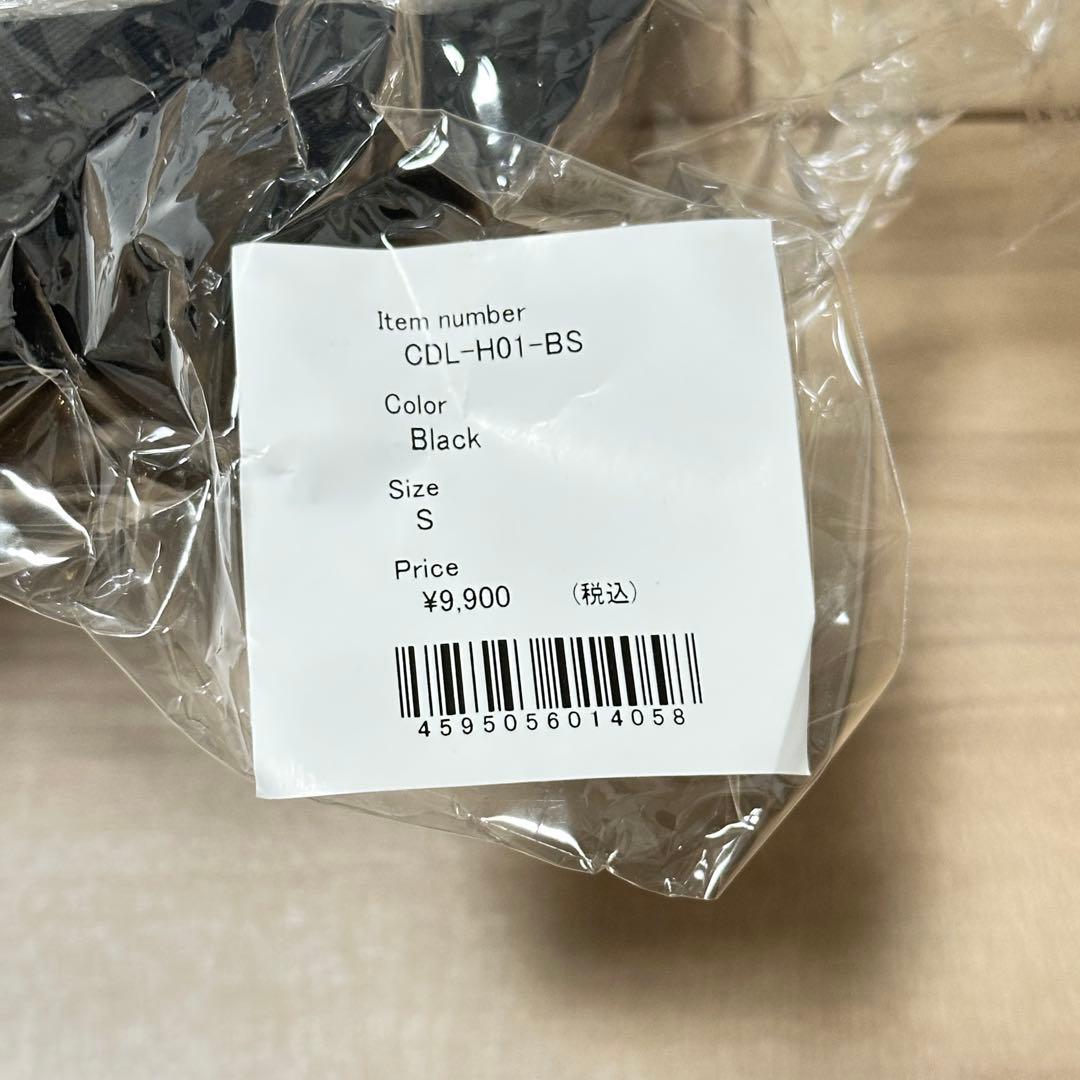 Item number
CDL-H01-BS
Color
Black
Size
S
Price
¥9,900 (税込)
4595056014058